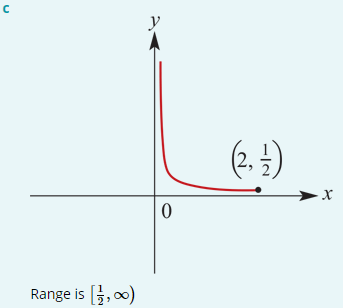 c
y
(2, 1/2)
x
0
Range is [1/2, ∞)